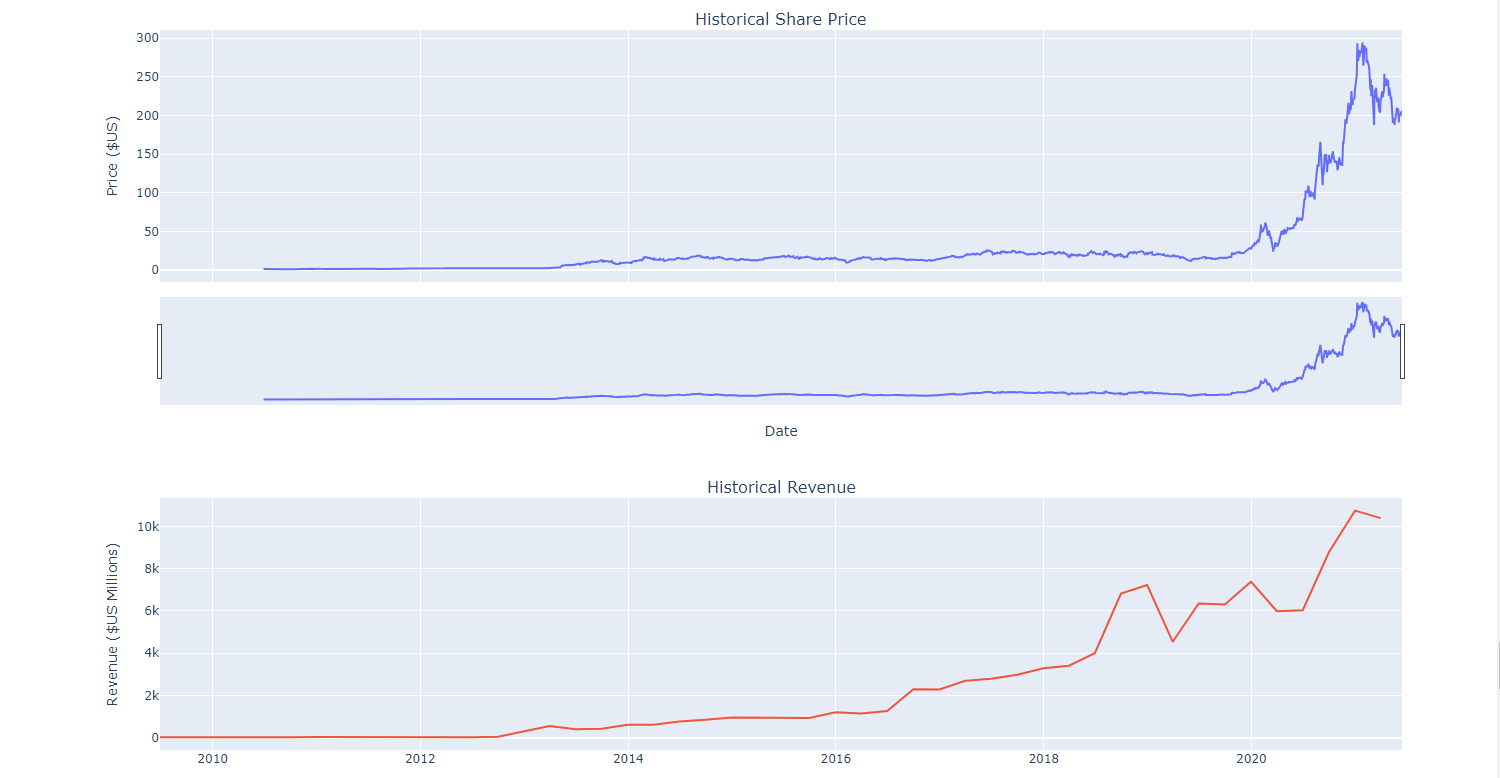 Historical Share Price
300
250
200
150
100
50
0
Price ($US)
Date
Historical Revenue
10k
8k
6k
4k
2k
0
Revenue ($US Millions)
2010 2012 2014 2016 2018 2020